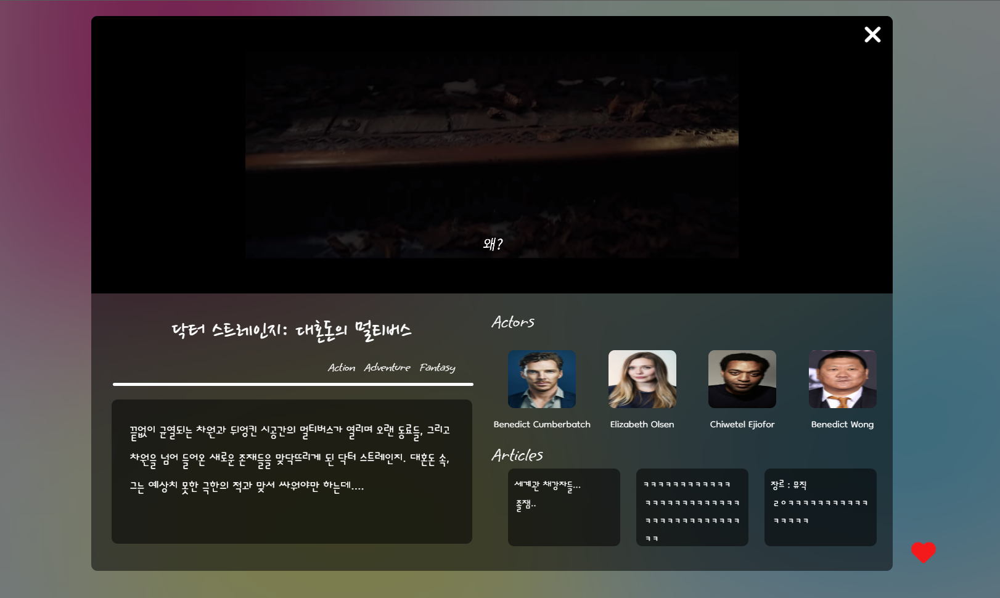 왜?
닥터 스트레인지: 대혼돈의 멀티버스
Action Adventure Fantasy
끝없이 균열되는 차원과 뒤엉킨 시공간의 멀티버스가 열리며 오랜 동료들, 그리고
차원을 넘어 들어온 새로운 존재들을 맞닥뜨리게 된 닥터 스트레인지. 대혼돈 속,
그는 예상치 못한 극한의 적과 맞서 싸워야만 하는데....
Actors
Benedict Cumberbatch Elizabeth Olsen Chiwetel Ejiofor Benedict Wong
Articles
세계관 채강자들...
졸잼..
ㅋㅋㅋㅋㅋㅋㅋㅋㅋㅋㅋㅋ
ㅋㅋㅋㅋㅋㅋㅋㅋㅋㅋㅋㅋㅋ
ㅋㅋㅋㅋㅋㅋㅋㅋㅋㅋㅋㅋㅋ
ㅋㅋ
장르 : 뮤직
ㄹㅇㅋㅋㅋㅋㅋㅋㅋㅋㅋㅋㅋ
ㅋㅋㅋㅋㅋ